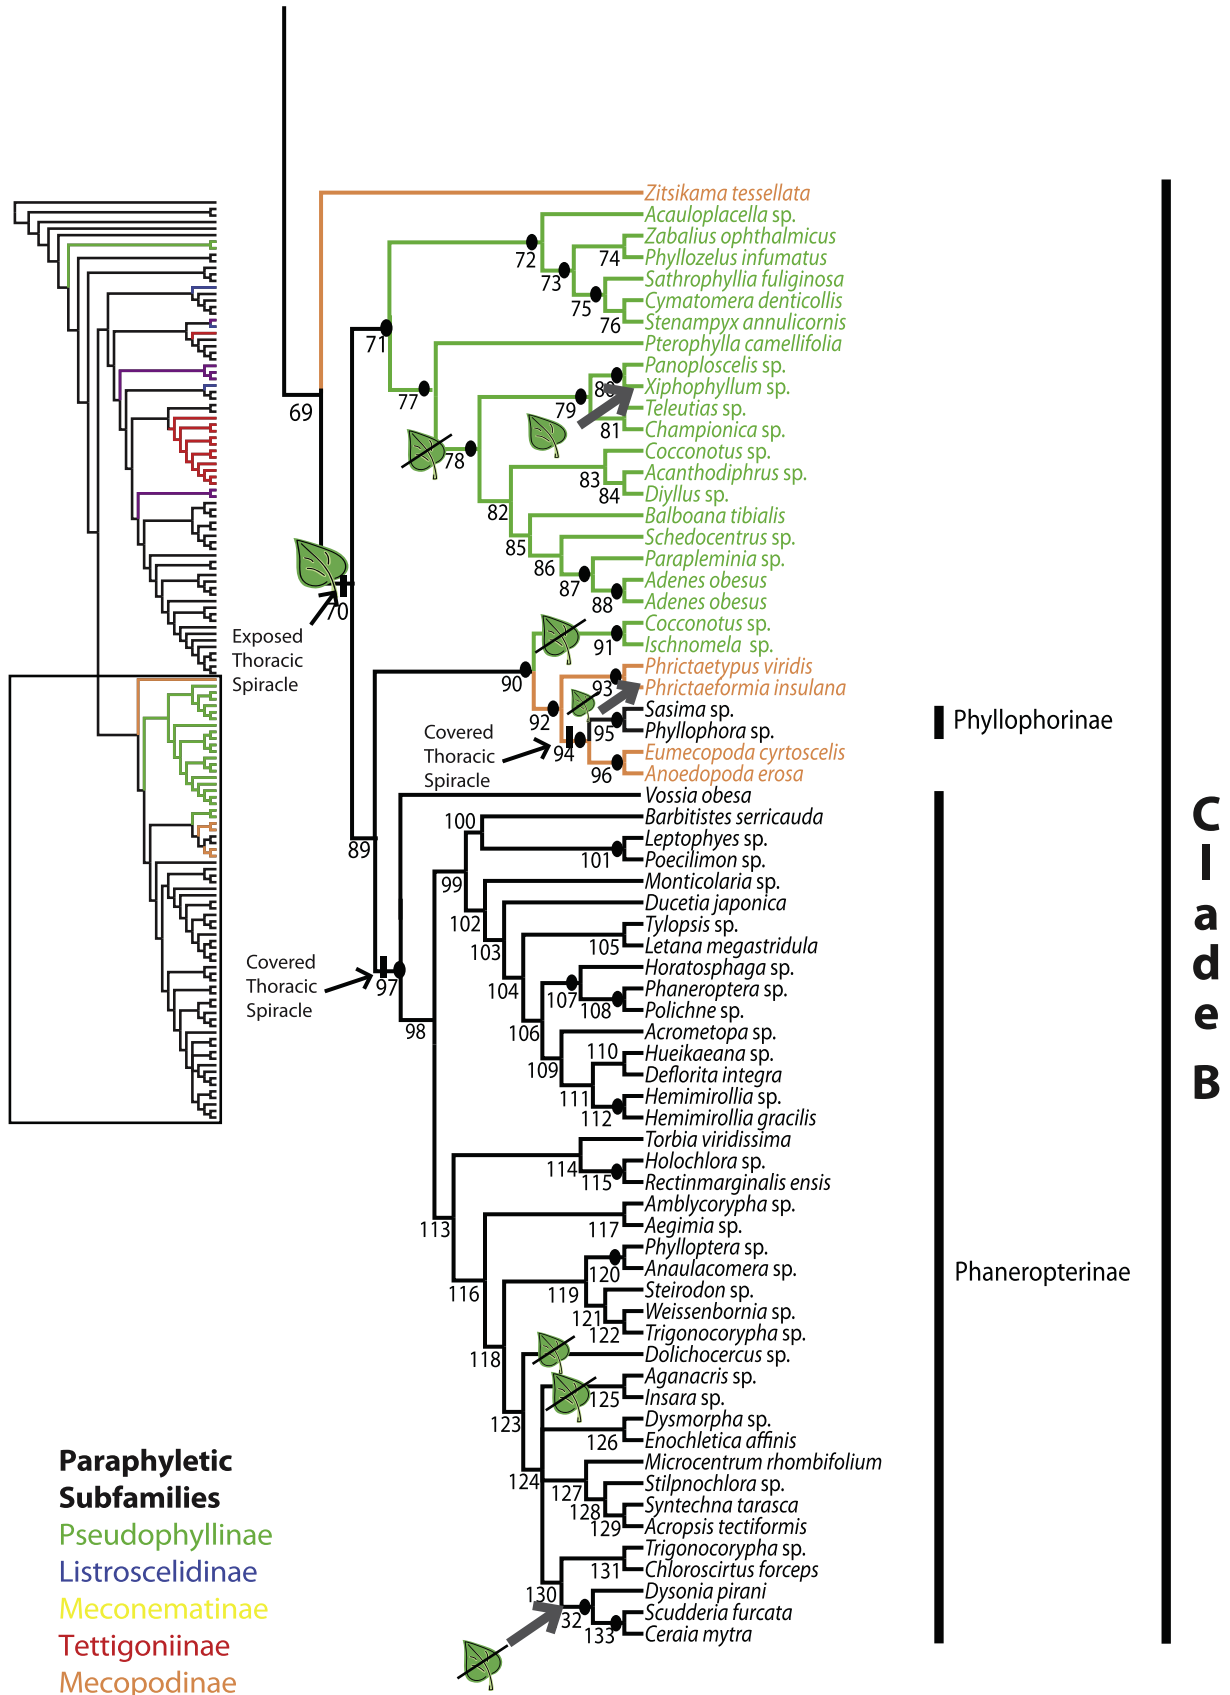 Zitsikama tessellata
Acauloplacella sp.
Zabalius ophthalmicus
72
74
Phyllozelus infumatus
73
Sathrophyllia fuliginosa
75
Cymatomera denticollis
76
Stenampyx annulicornis
71
Pterophylla camellifolia
Panoploscelis sp.
80
Xiphophyllum sp.
77
79
Teleutias sp.
69
81
Championica sp.
Cocconotus sp.
78
83
Acanthodiphrus sp.
84
Diyllus sp.
82
Balboana tibialis
85
Schedocentrus sp.
86
Parapleminia sp.
87
Adenes obesus
88
Adenes obesus
70
Exposed
Thoracic
Spiracle
Cocconotus sp.
91
Ischnomela sp.
Phrictaetypus viridis
90
93
Phrictaeformia insulana
92
Sasima sp.
95
Phyllophora sp.
Phyllophorinae
Covered
Thoracic
Spiracle
94
Eumecopoda cyrtoscelis
96
Anoedopoda erosa
Vossia obesa
100
Barbitistes serricauda
89
Leptophyes sp.
101
Poecilimon sp.
99
Monticolaria sp.
102
Ducetia japonica
Tylopsis sp.
103
105
Letana megastridula
Covered
Thoracic
Spiracle
97
Horatosphaga sp.
104
107
Phaneroptera sp.
108
Polichne sp.
98
106
Acrometopa sp.
110
Hueikaeana sp.
109
Deflorita integra
111
Hemimirollia sp.
112
Hemimirollia gracilis
Torbia viridissima
114
Holochlora sp.
115
Rectinmarginalis ensis
Amblycorypha sp.
113
117
Aegimia sp.
Phylloptera sp.
120
Anaulacomera sp.
Phaneropterinae
116
119
Steirodon sp.
121
Weissenbornia sp.
122
Trigonocorypha sp.
118
Dolichocercus sp.
Aganacris sp.
125
Insara sp.
123
Dysmorpha sp.
126
Enochletica affinis
Microcentrum rhombifolium
124
127
Stilpnochlora sp.
128
Syntechna tarasca
129
Acropsis tectiformis
Trigonocorypha sp.
131
Chloroscirtus forceps
130
Dysonia pirani
32
Scudderia furcata
133
Ceraia mytra
Clade B
Paraphyletic
Subfamilies
Pseudophyllinae
Listroscelidinae
Meconematinae
Tettigoniinae
Mecopodinae